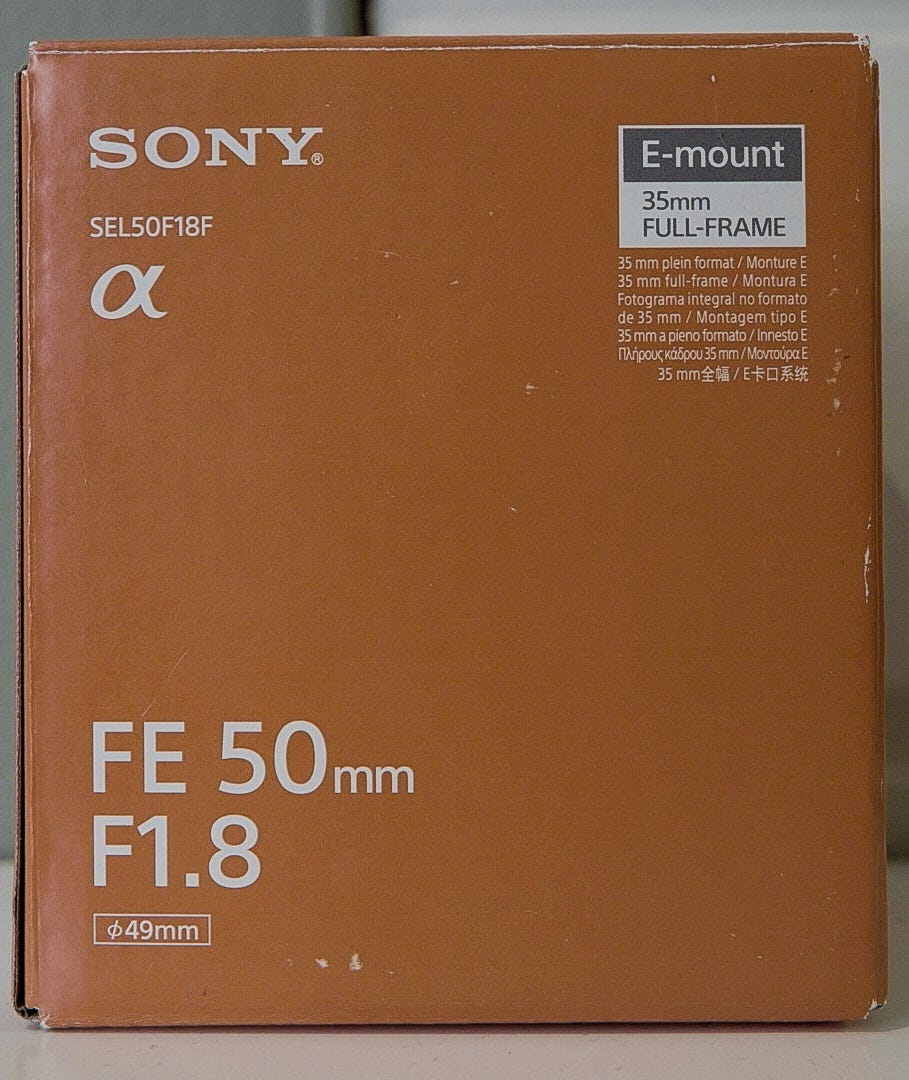 SONY®
SEL50F18F
α
E-mount
35mm
FULL-FRAME
35 mm plein format / Monture E
35 mm full-frame / Montura E
Fotograma integral no formato
de 35 mm / Montagem tipo E
35 mm a pieno formato / Innesto E
Πλήρους κάδρου 35 mm / Μοντούρα E
35 mm全幅 / E卡口系统
FE 50mm
F1.8
ϕ49mm